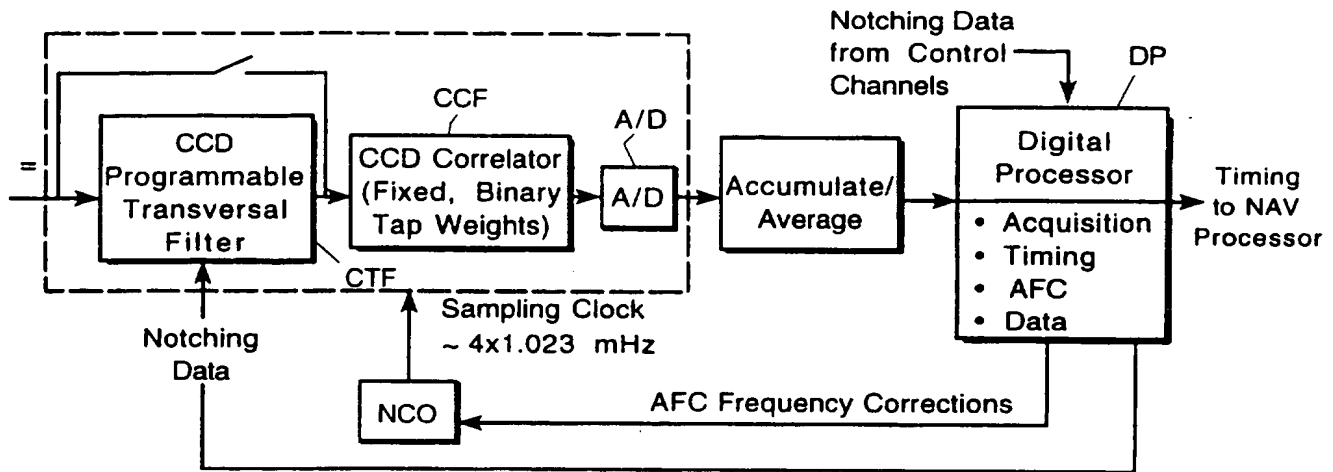 Notching Data
from Control
Channels
DP
CCF
A/D
=
CCD
Programmable
Transversal
Filter
CCD Correlator
(Fixed, Binary
Tap Weights)
A/D
Accumulate/
Average
Digital
Processor
• Acquisition
• Timing
• AFC
• Data
Timing
to NAV
Processor
CTF
Notching
Data
Sampling Clock
~ 4x1.023 mHz
NCO
AFC Frequency Corrections